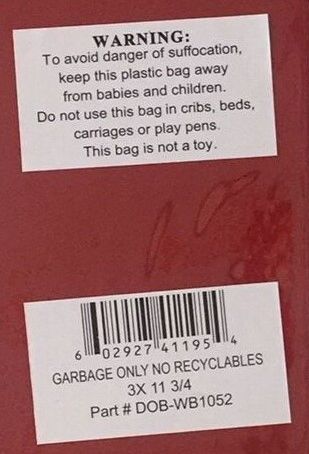 WARNING:
To avoid danger of suffocation,
keep this plastic bag away
from babies and children.
Do not use this bag in cribs, beds,
carriages or play pens.
This bag is not a toy.
6 02927 41195 4
GARBAGE ONLY NO RECYCLABLES
3X 11 3/4
Part # DOB-WB1052